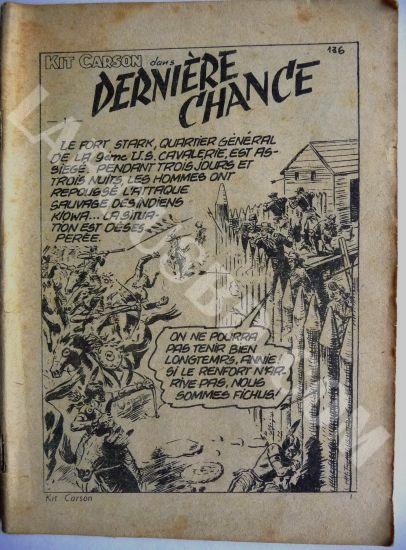 KIT CARSON dans
136
DERNIÈRE
CHANCE
LE FORT STARK, QUARTIER GÉNÉRAL
DE LA 9ème U.S. CAVALERIE, EST AS-
SIÉGÉ. PENDANT TROIS JOURS ET
TROIS NUITS, LES HOMMES ONT
REPOUSSÉ L'ATTAQUE
SAUVAGE DES INDIENS
KIOWA... LA SITUA-
TION EST DÉSES-
PÉRÉE.
ON NE POURRA
PAS TENIR BIEN
LONGTEMPS, ANNIE!
SI LE RENFORT N'AR-
RIVE PAS, NOUS
SOMMES FICHUS!
Kit Carson
1